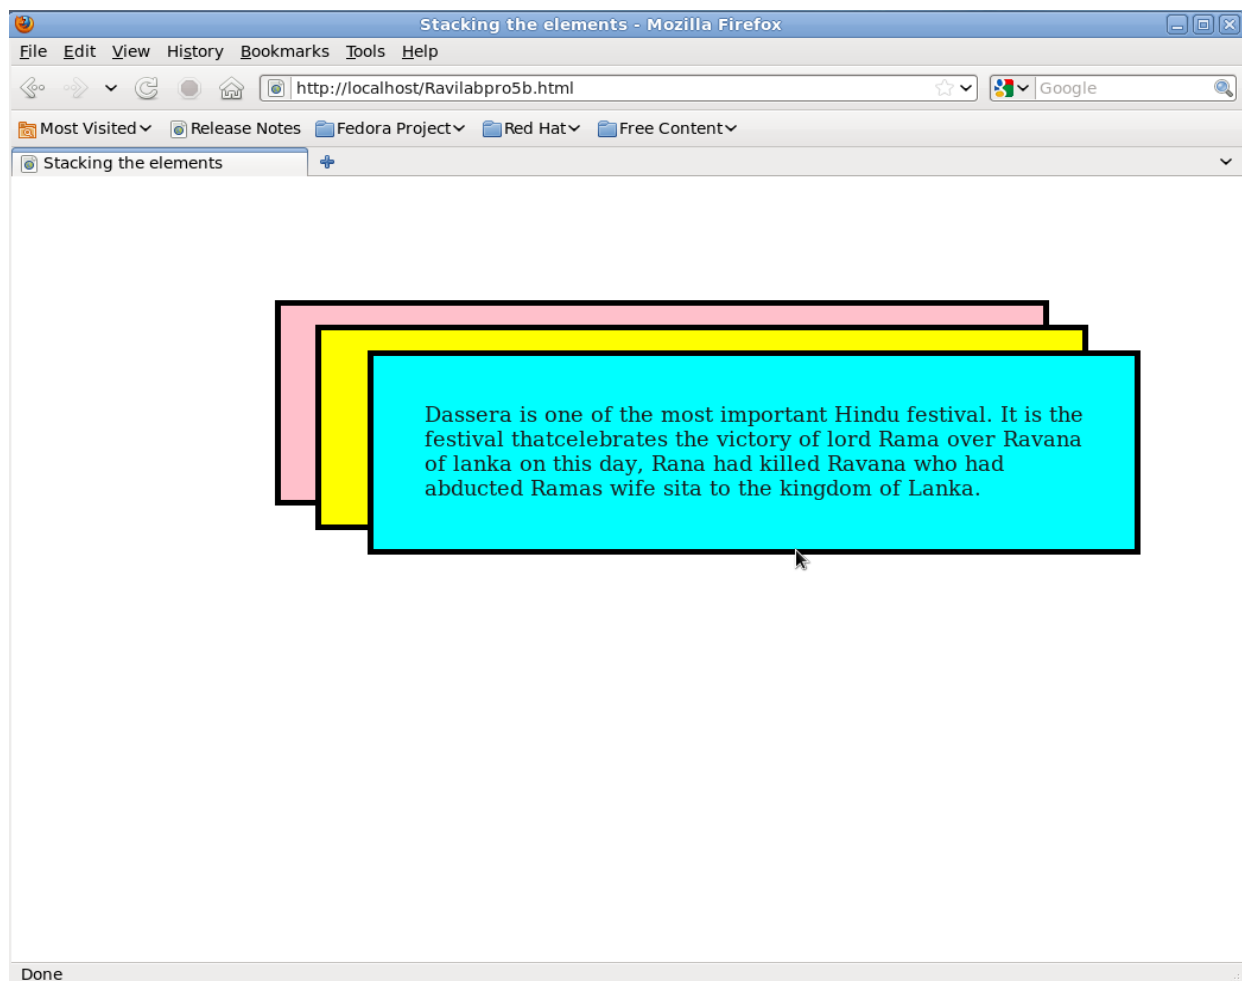 Stacking the elements - Mozilla Firefox
File Edit View History Bookmarks Tools Help
http://localhost/Ravilabpro5b.html Google
Most Visited Release Notes Fedora Project Red Hat Free Content
Stacking the elements
Dassera is one of the most important Hindu festival. It is the
festival thatcelebrates the victory of lord Rama over Ravana
of lanka on this day, Rana had killed Ravana who had
abducted Ramas wife sita to the kingdom of Lanka.
Done